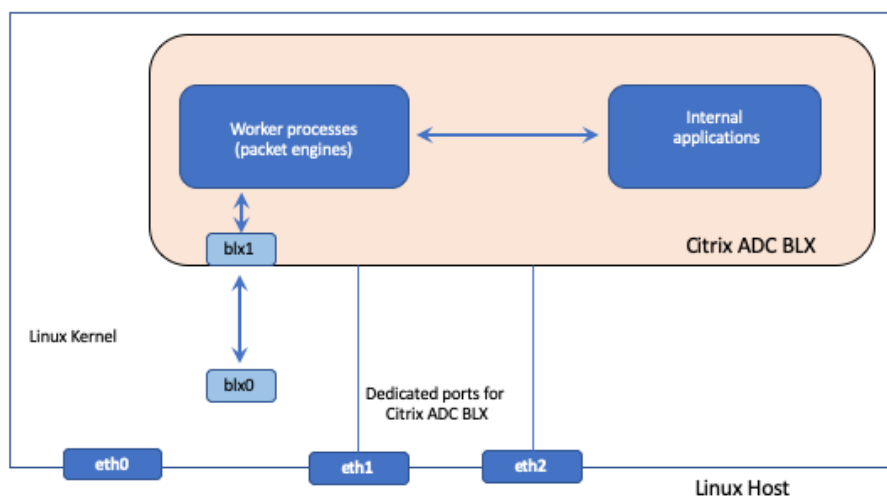 Worker processes
(packet engines)
Internal
applications
blx1
Citrix ADC BLX
Linux Kernel
blx0
Dedicated ports for
Citrix ADC BLX
eth0
eth1
eth2
Linux Host